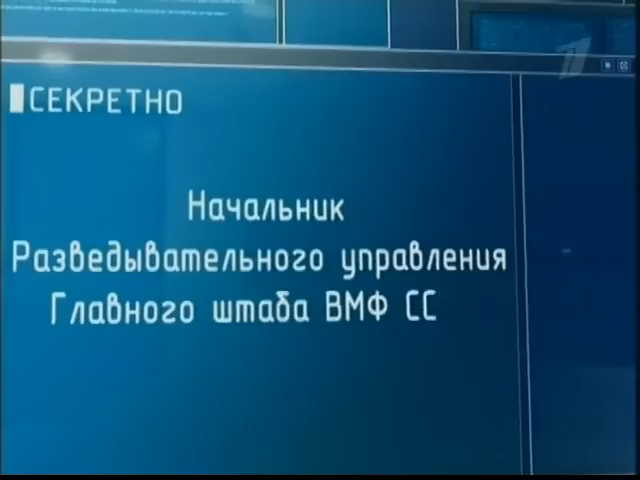 СЕКРЕТНО
Начальник
Разведывательного управления
Главного штаба ВМФ СС